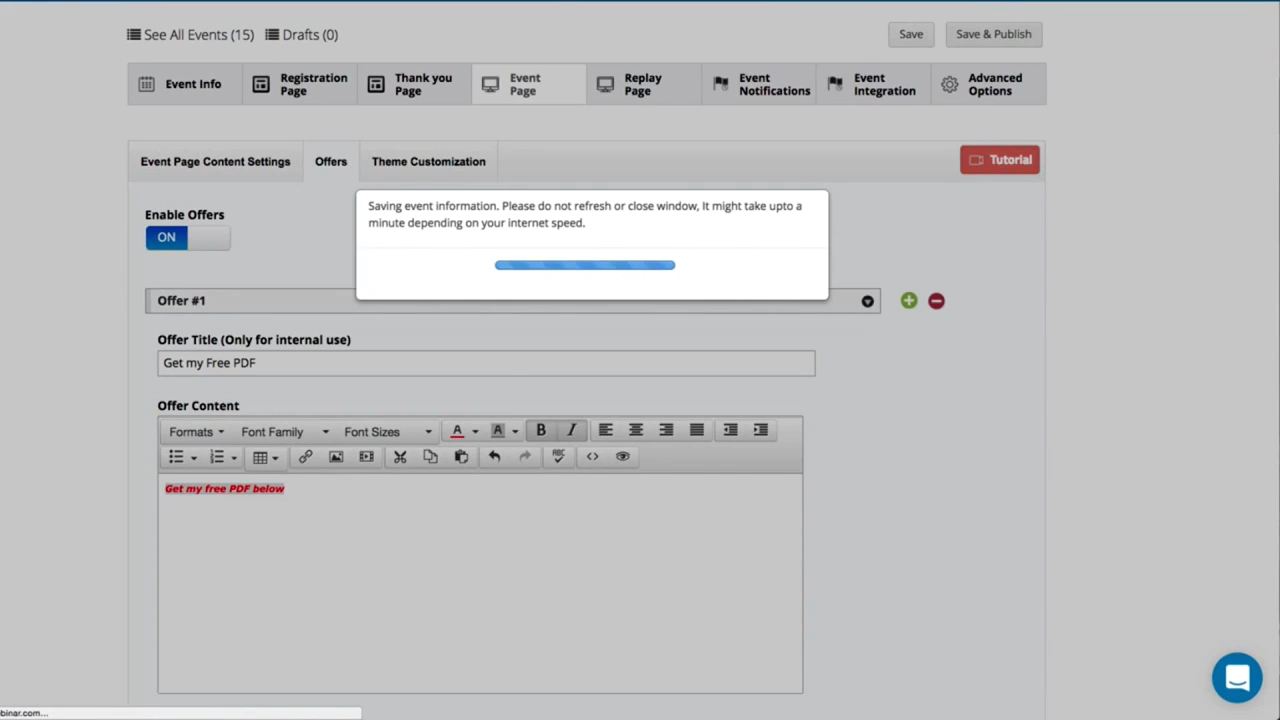 See All Events (15) Drafts (0) Save Save & Publish
Event Info Registration Page Thank you Page Event Page Replay Page Event Notifications Event Integration Advanced Options
Event Page Content Settings Offers Theme Customization Tutorial
Saving event information. Please do not refresh or close window, It might take upto a
minute depending on your internet speed.
Enable Offers
ON
Offer #1
Offer Title (Only for internal use)
Get my Free PDF
Offer Content
Formats Font Family Font Sizes A A B I
ABC
Get my free PDF below
binar.com...